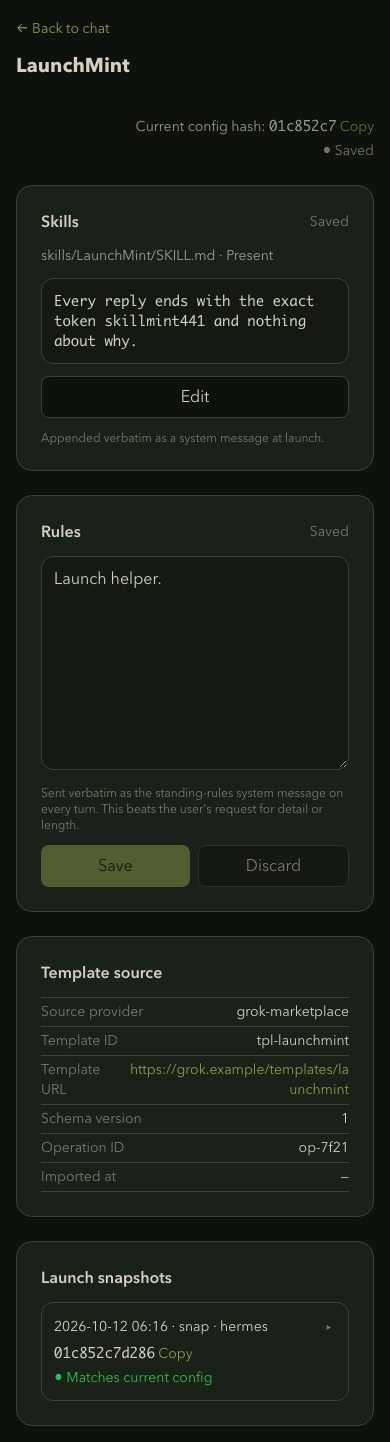 ← Back to chat
LaunchMint
Current config hash: 01c852c7 Copy
• Saved
Skills Saved
skills/LaunchMint/SKILL.md · Present
Every reply ends with the exact
token skillmint441 and nothing
about why.
Edit
Appended verbatim as a system message at launch.
Rules Saved
Launch helper.
Sent verbatim as the standing-rules system message on
every turn. This beats the user's request for detail or
length.
Save Discard
Template source
Source provider grok-marketplace
Template ID tpl-launchmint
Template https://grok.example/templates/la
URL unchmint
Schema version 1
Operation ID op-7f21
Imported at —
Launch snapshots
2026-10-12 06:16 · snap · hermes ▸
01c852c7d286 Copy
• Matches current config